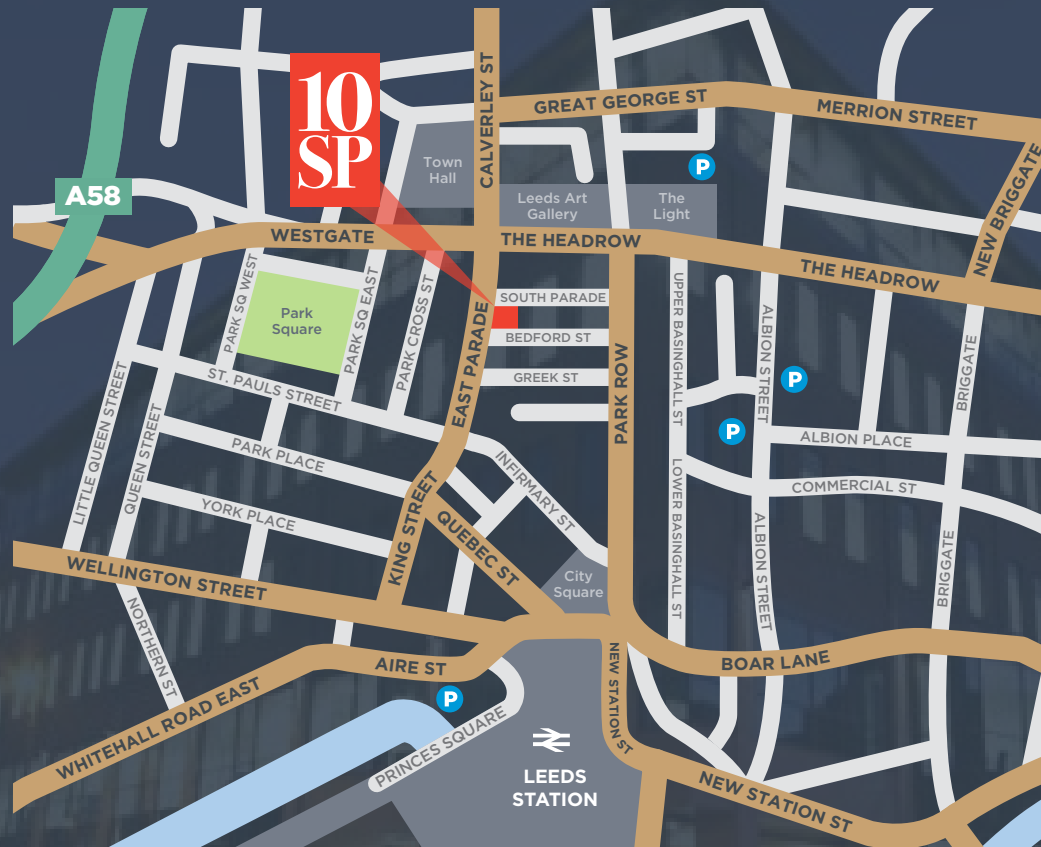 10
SP
CALVERLEY ST
GREAT GEORGE ST
MERRION STREET
Town
Hall
P
A58
Leeds Art
Gallery
The
Light
NEW BRIGGATE
WESTGATE
THE HEADROW
THE HEADROW
PARK SQ WEST
Park
Square
PARK SQ EAST
PARK CROSS ST
EAST PARADE
SOUTH PARADE
BEDFORD ST
GREEK ST
PARK ROW
UPPER BASINGHALL ST
ALBION STREET
BRIGGATE
P
P
ST. PAULS STREET
LITTLE QUEEN STREET
QUEEN STREET
PARK PLACE
YORK PLACE
KING STREET
INFIRMARY ST
QUEBEC ST
ALBION PLACE
COMMERCIAL ST
LOWER BASINGHALL ST
ALBION STREET
BRIGGATE
City
Square
WELLINGTON STREET
NORTHERN ST
AIRE ST
BOAR LANE
NEW STATION ST
WHITEHALL ROAD EAST
P
PRINCES SQUARE
LEEDS
STATION
NEW STATION ST